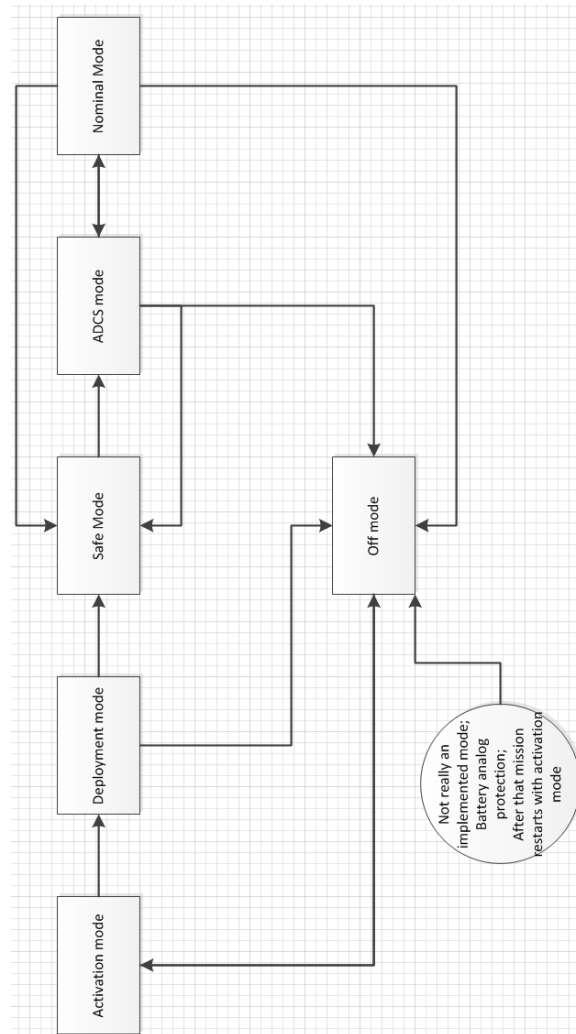 Activation mode
Deployment mode
Safe Mode
ADCS mode
Nominal Mode
Off mode
Not really an
implemented mode;
Battery analog
protection;
After that mission
restarts with activation
mode